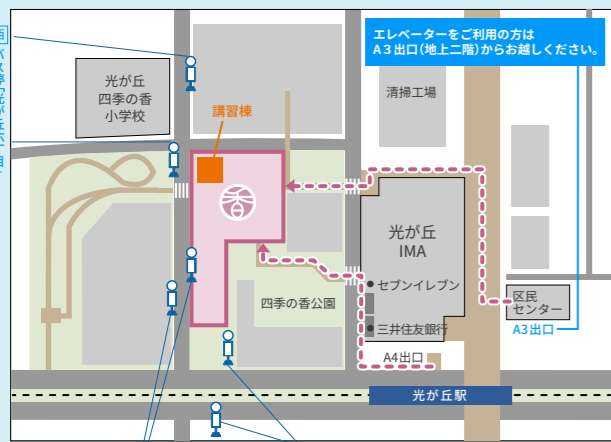 エレベーターをご利用の方は
A3出口(地上二階)からお越しください。
光が丘
四季の香
小学校
清掃工場
講習棟
香
光が丘
IMA
セブンイレブン
四季の香公園
区民
センター
三井住友銀行
A3出口
A4出口
光が丘駅